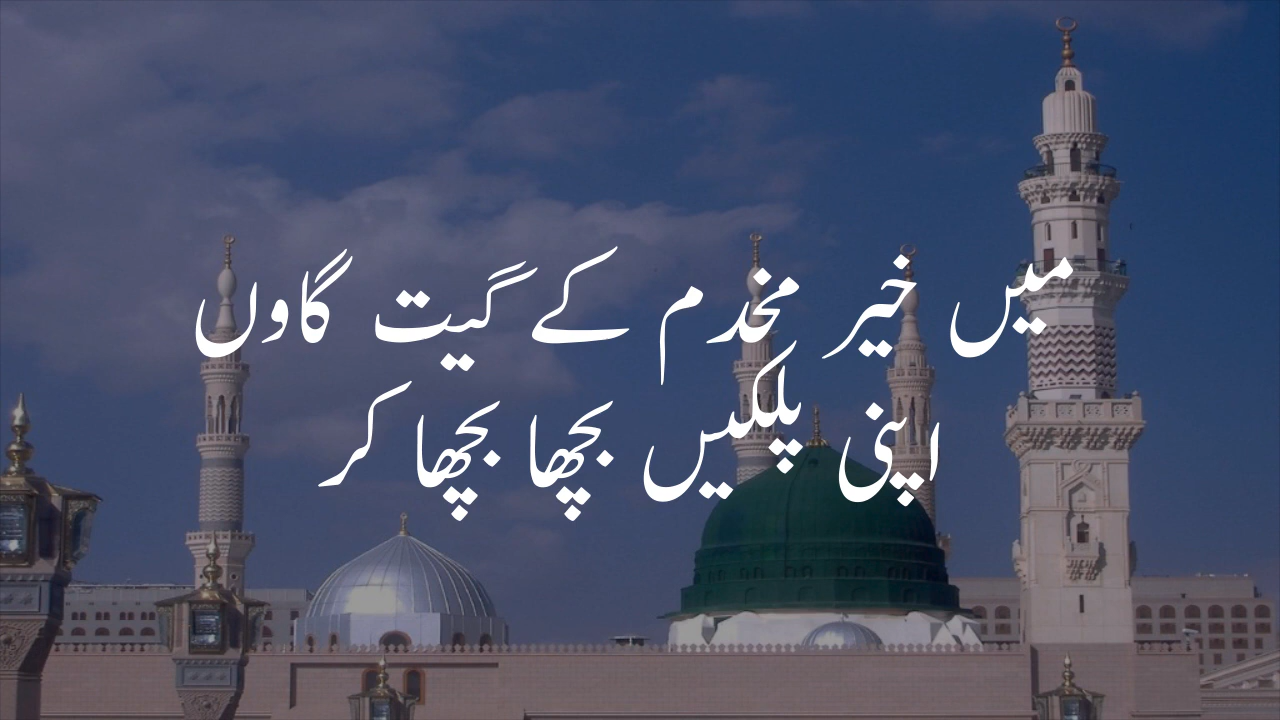 میں خیر مخدم کے گیت گاوں
اپنی پلکیں بچھا بچھا کر